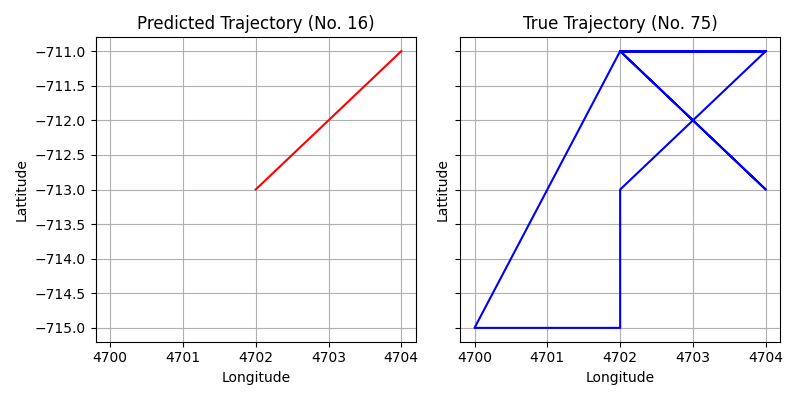 Predicted Trajectory (No. 16)
True Trajectory (No. 75)
Lattitude
−711.0
−711.5
−712.0
−712.5
−713.0
−713.5
−714.0
−714.5
−715.0
4700 4701 4702 4703 4704
Longitude
Lattitude
4700 4701 4702 4703 4704
Longitude